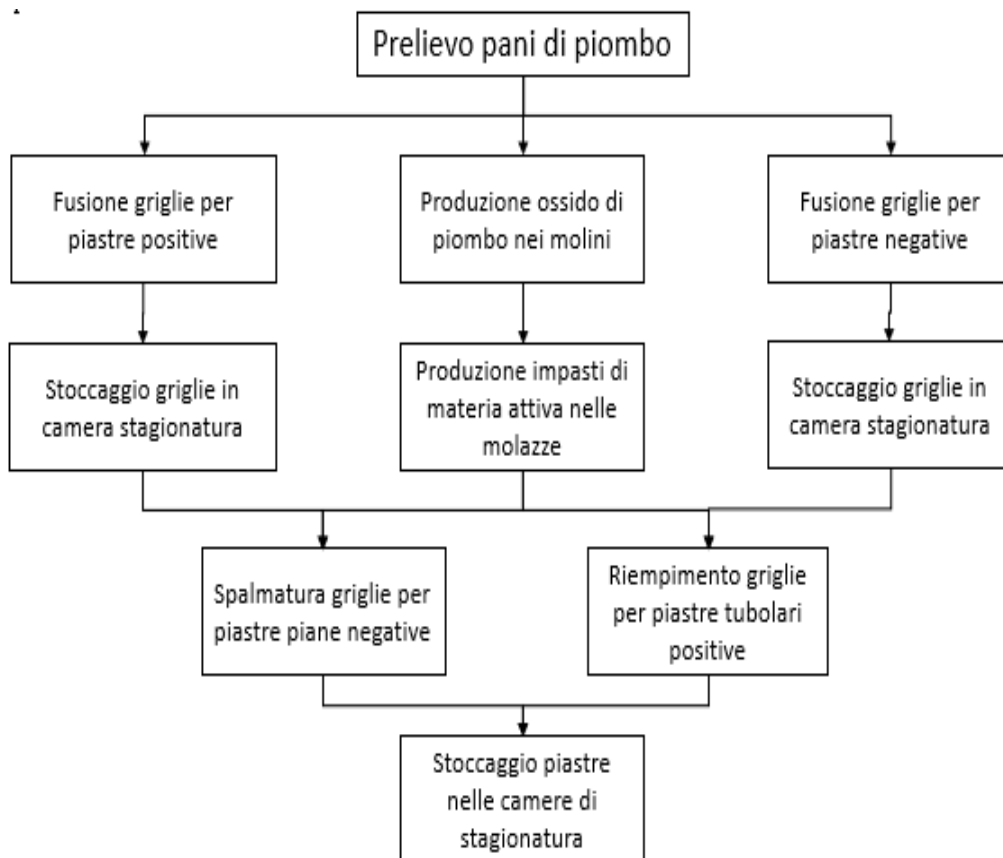 Prelievo pani di piombo
Fusione griglie per
piastre positive
Produzione ossido di
piombo nei molini
Fusione griglie per
piastre negative
Stoccaggio griglie in
camera stagionatura
Produzione impasti di
materia attiva nelle
molazze
Stoccaggio griglie in
camera stagionatura
Spalmatura griglie per
piastre piane negative
Riempimento griglie
per piastre tubolari
positive
Stoccaggio piastre
nelle camere di
stagionatura